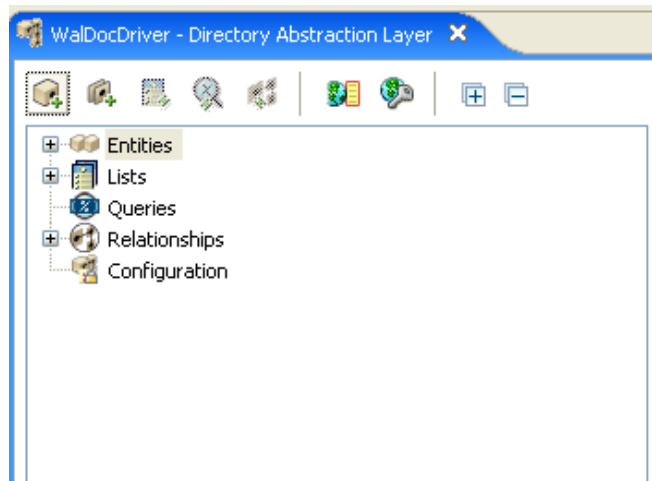 WalDocDriver - Directory Abstraction Layer
Entities
Lists
Queries
Relationships
Configuration